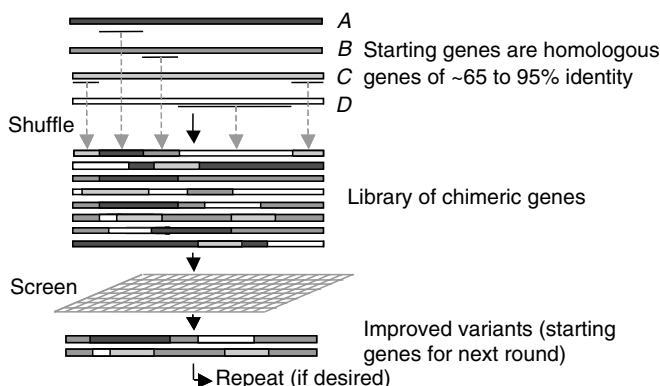 A
B
C
D
Starting genes are homologous
genes of ~65 to 95% identity
Shuffle
Library of chimeric genes
Screen
Improved variants (starting
genes for next round)
Repeat (if desired)